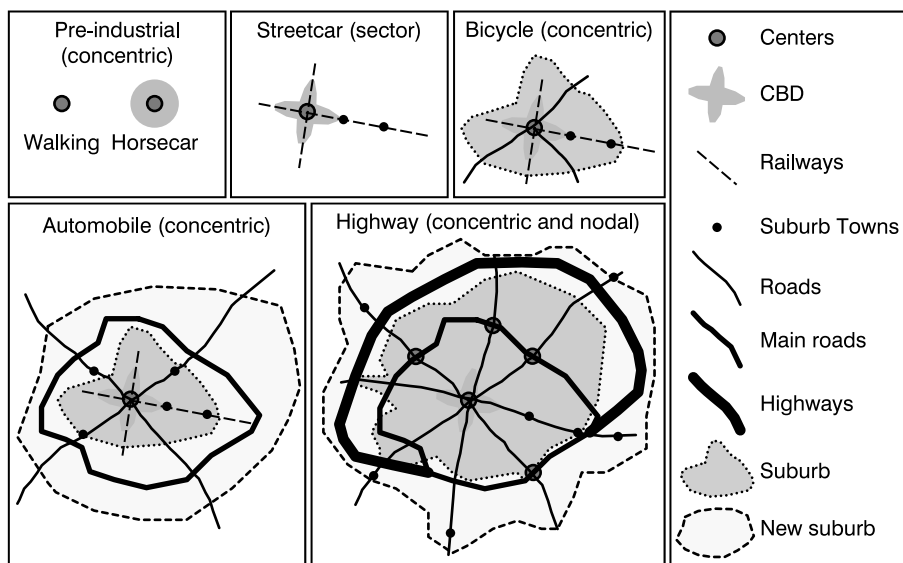 Pre-industrial
(concentric)
Walking
Horsecar
Streetcar (sector)
Bicycle (concentric)
Automobile (concentric)
Highway (concentric and nodal)
Centers
CBD
Railways
Suburb Towns
Roads
Main roads
Highways
Suburb
New suburb